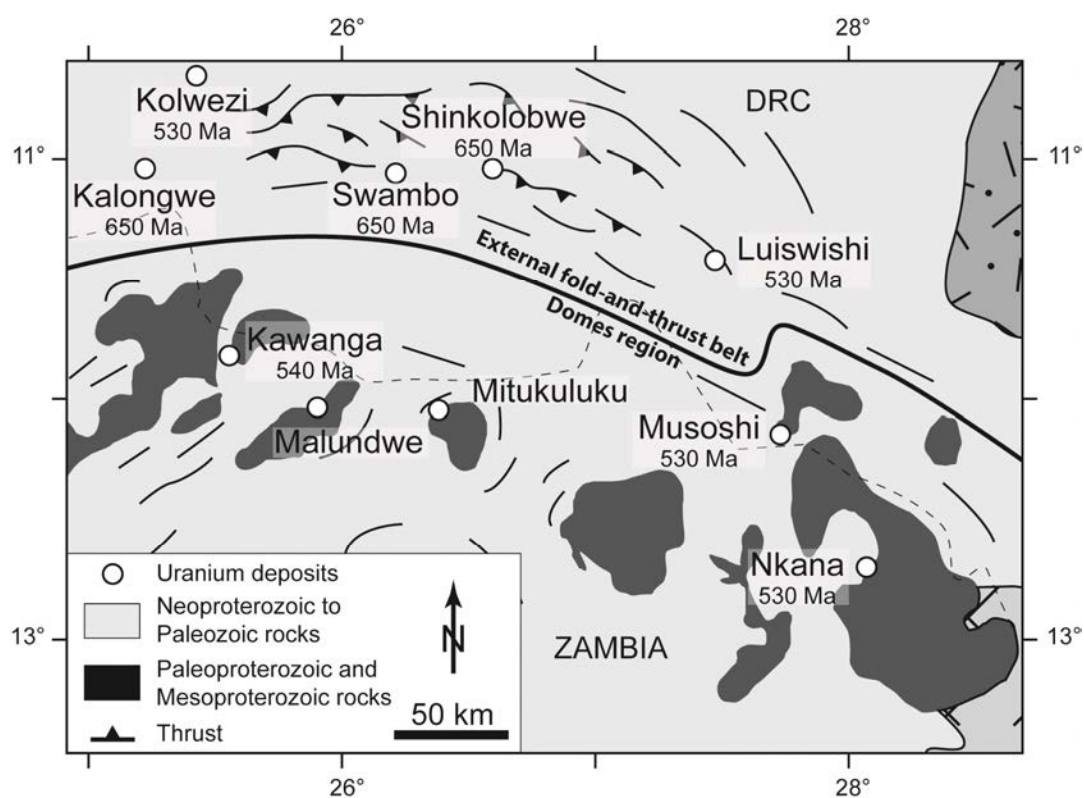 26°
28°
Kolwezi
530 Ma
DRC
Shinkolobwe
650 Ma
11°
11°
Kalongwe
650 Ma
Swambo
650 Ma
Luiswishi
530 Ma
External fold-and-thrust belt
Domes region
Kawanga
540 Ma
Mitukuluku
Malundwe
Musoshi
530 Ma
Nkana
530 Ma
ZAMBIA
13°
13°
Uranium deposits
Neoproterozoic to
Paleozoic rocks
Paleoproterozoic and
Mesoproterozoic rocks
Thrust
N
50 km
26°
28°